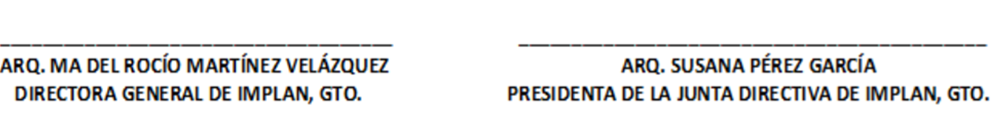 ARQ. MA DEL ROCÍO MARTÍNEZ VELÁZQUEZ
DIRECTORA GENERAL DE IMPLAN, GTO.
ARQ. SUSANA PÉREZ GARCÍA
PRESIDENTA DE LA JUNTA DIRECTIVA DE IMPLAN, GTO.